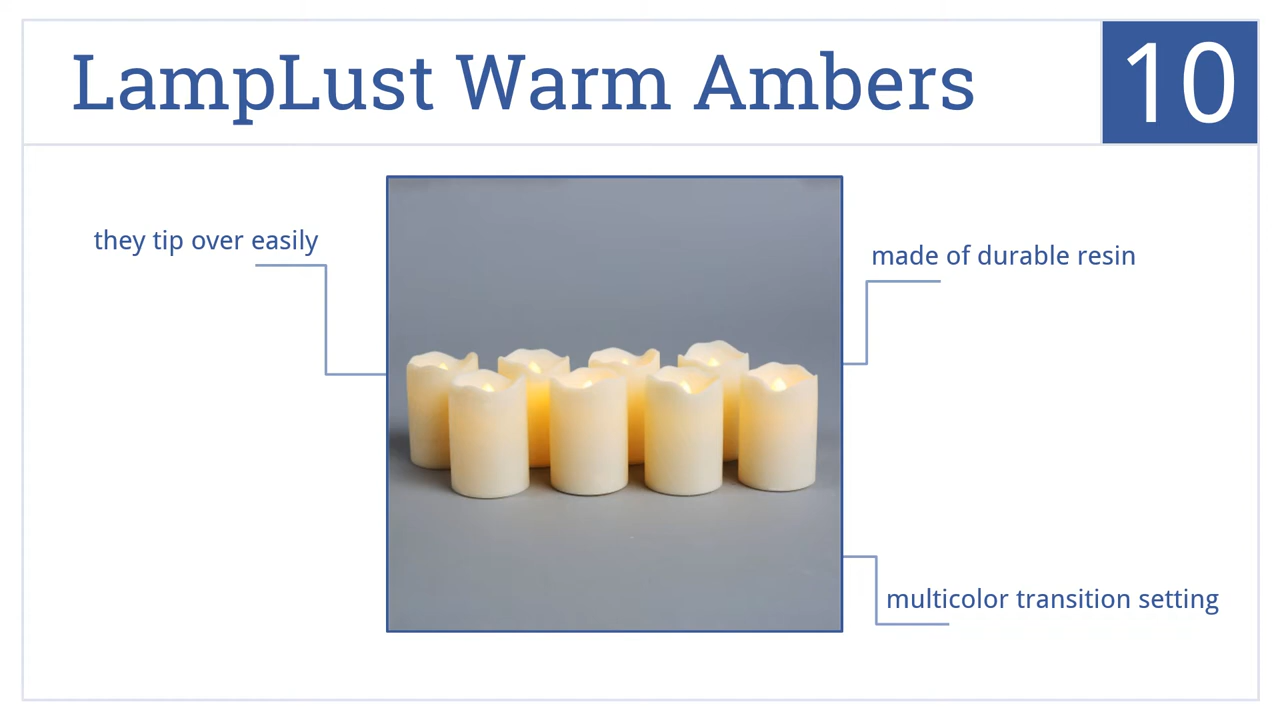 LampLust Warm Ambers
10
they tip over easily
made of durable resin
multicolor transition setting